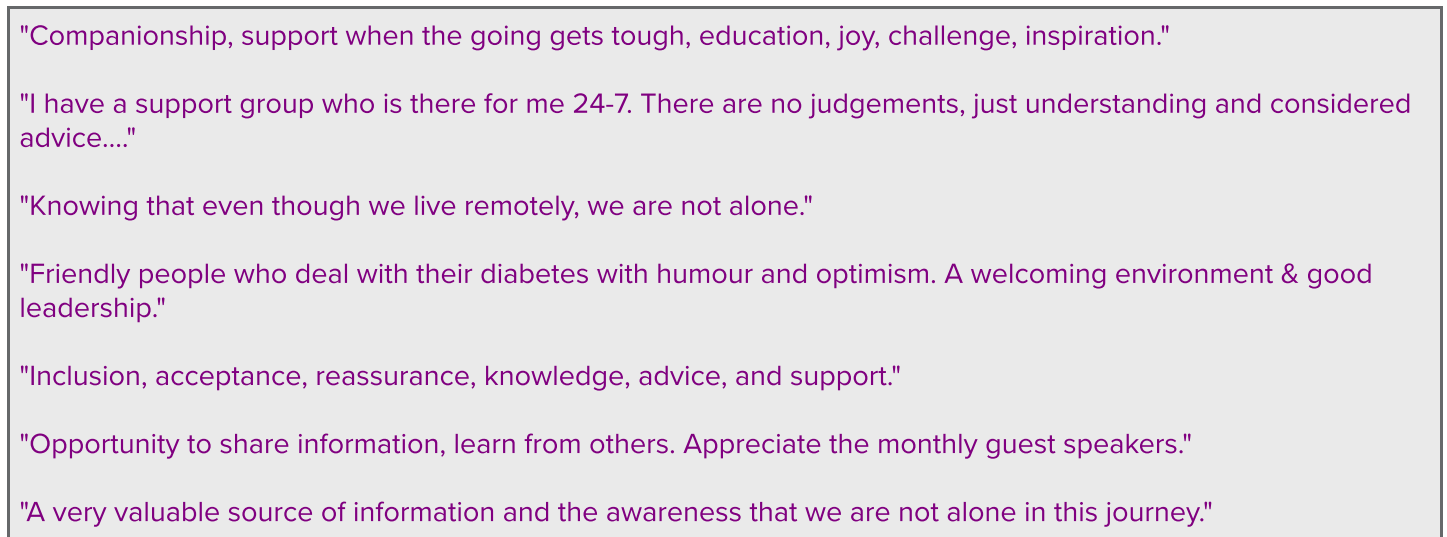 "Companionship, support when the going gets tough, education, joy, challenge, inspiration."
"I have a support group who is there for me 24-7. There are no judgements, just understanding and considered
advice...."
"Knowing that even though we live remotely, we are not alone."
"Friendly people who deal with their diabetes with humour and optimism. A welcoming environment & good
leadership."
"Inclusion, acceptance, reassurance, knowledge, advice, and support."
"Opportunity to share information, learn from others. Appreciate the monthly guest speakers."
"A very valuable source of information and the awareness that we are not alone in this journey."